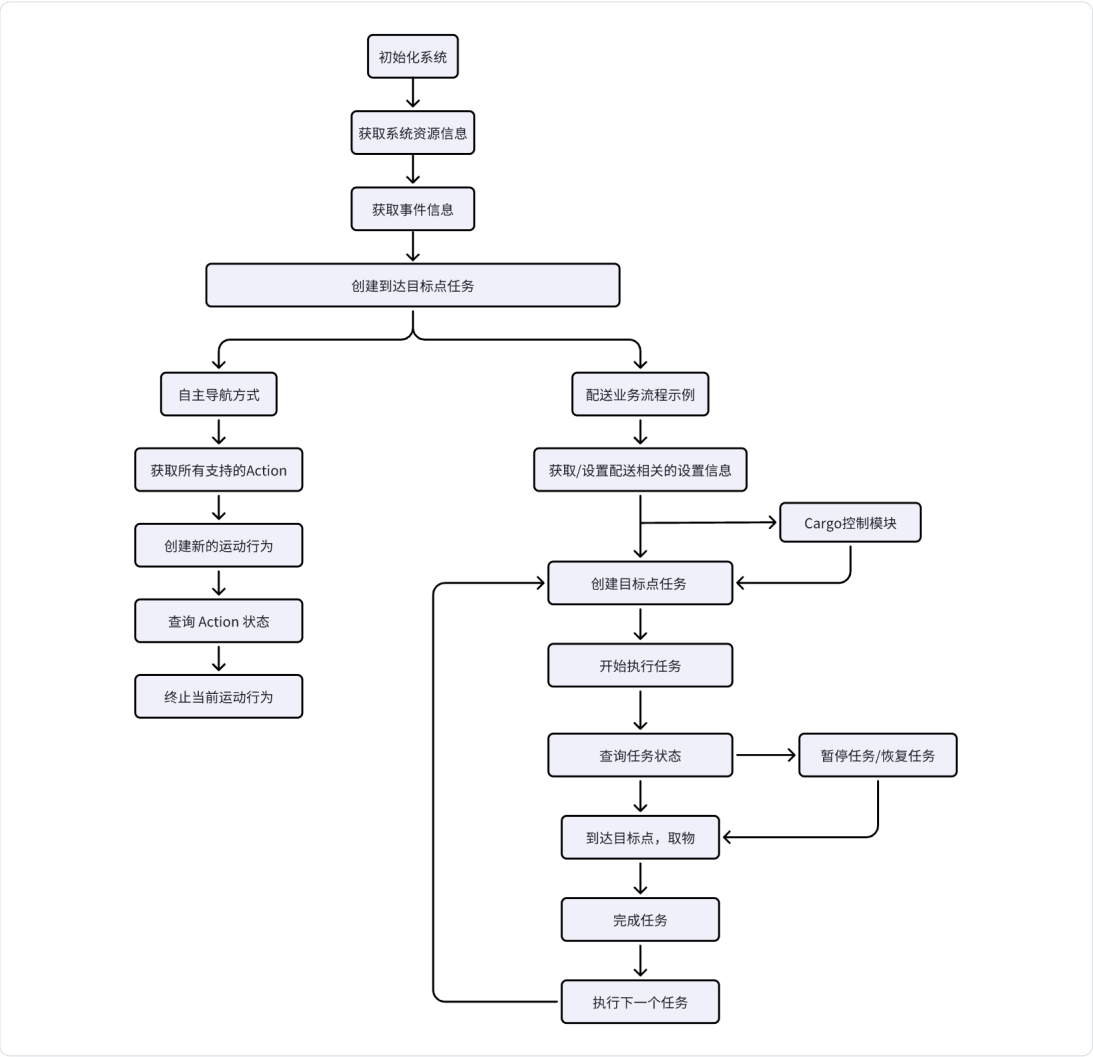 初始化系统
获取系统资源信息
获取事件信息
创建到达目标点任务
自主导航方式
获取所有支持的Action
创建新的运动行为
查询 Action 状态
终止当前运动行为
配送业务流程示例
获取/设置配送相关的设置信息
Cargo控制模块
创建目标点任务
开始执行任务
查询任务状态
暂停任务/恢复任务
到达目标点，取物
完成任务
执行下一个任务